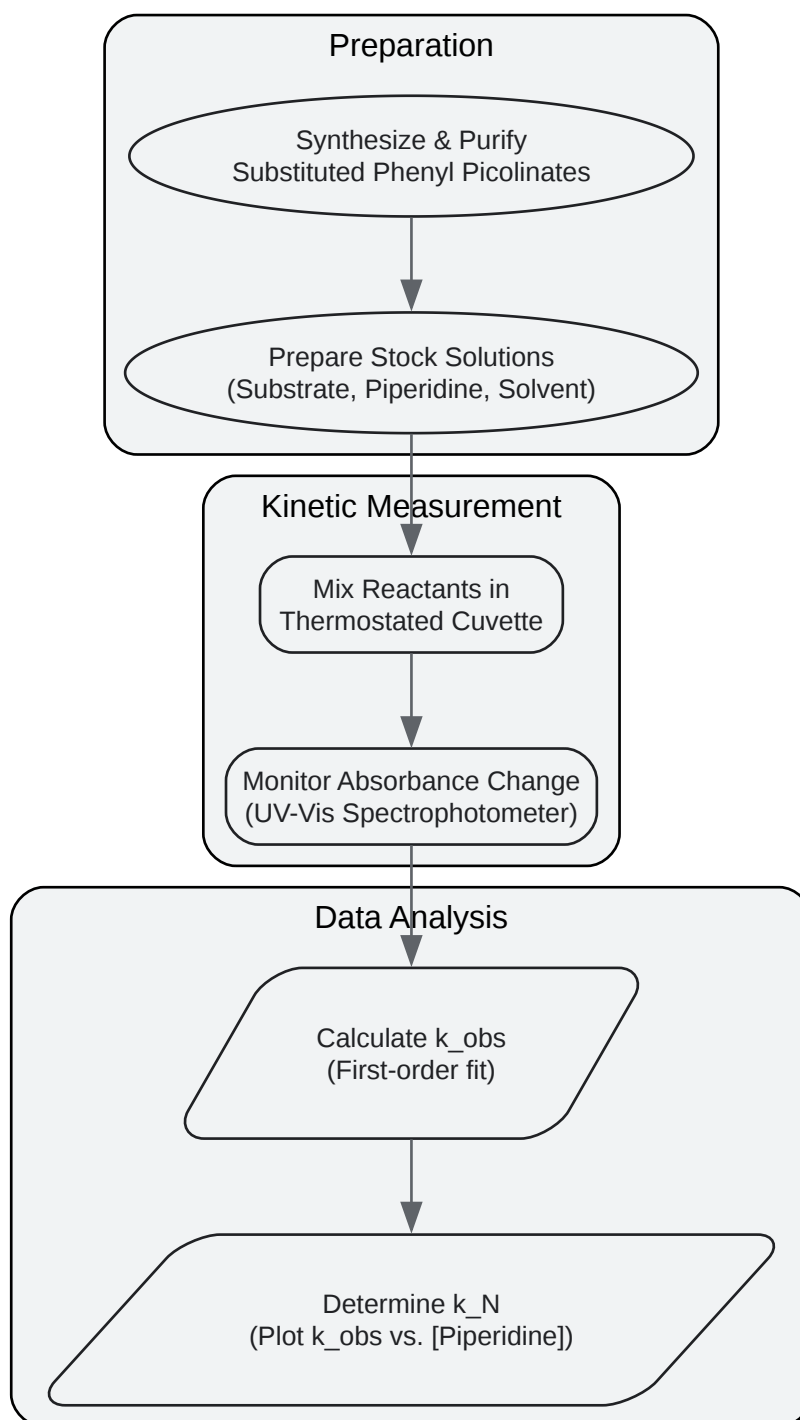 Preparation
Synthesize & Purify
Substituted Phenyl Picolinates
Prepare Stock Solutions
(Substrate, Piperidine, Solvent)
Kinetic Measurement
Mix Reactants in
Thermostated Cuvette
Monitor Absorbance Change
(UV-Vis Spectrophotometer)
Data Analysis
Calculate k_obs
(First-order fit)
Determine k_N
(Plot k_obs vs. [Piperidine])